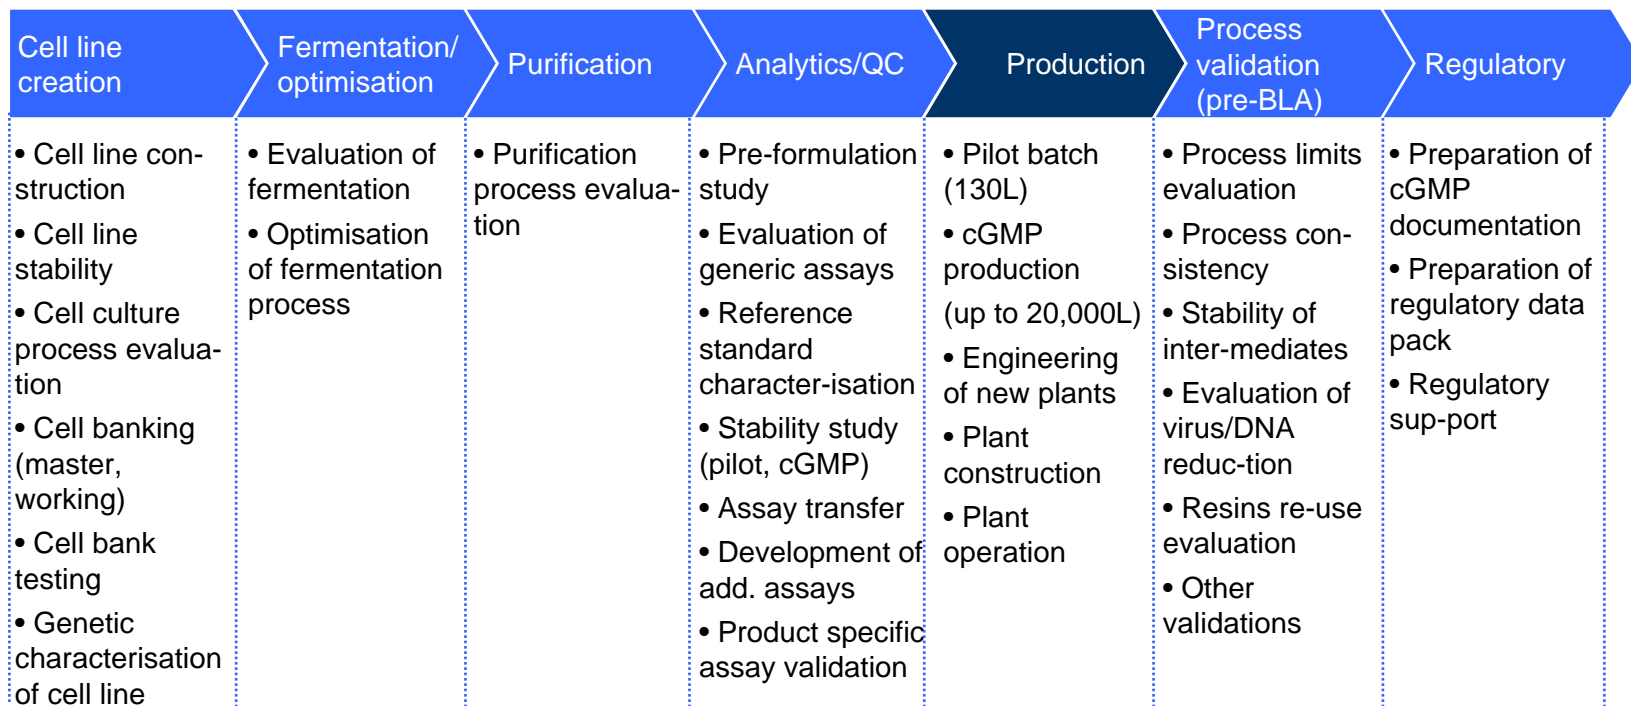 Cell line
creation
Fermentation/
optimisation
Purification
Analytics/QC
Production
Process
validation
(pre-BLA)
Regulatory
• Cell line con-
struction
• Cell line
stability
• Cell culture
process evalua-
tion
• Cell banking
(master,
working)
• Cell bank
testing
• Genetic
characterisation
of cell line
• Evaluation of
fermentation
• Optimisation
of fermentation
process
• Purification
process evalua-
tion
• Pre-formulation
study
• Evaluation of
generic assays
• Reference
standard
character-isation
• Stability study
(pilot, cGMP)
• Assay transfer
• Development of
add. assays
• Product specific
assay validation
• Pilot batch
(130L)
• cGMP
production
(up to 20,000L)
• Engineering
of new plants
• Plant
construction
• Plant
operation
• Process limits
evaluation
• Process con-
sistency
• Stability of
inter-mediates
• Evaluation of
virus/DNA
reduc-tion
• Resins re-use
evaluation
• Other
validations
• Preparation of
cGMP
documentation
• Preparation of
regulatory data
pack
• Regulatory
sup-port